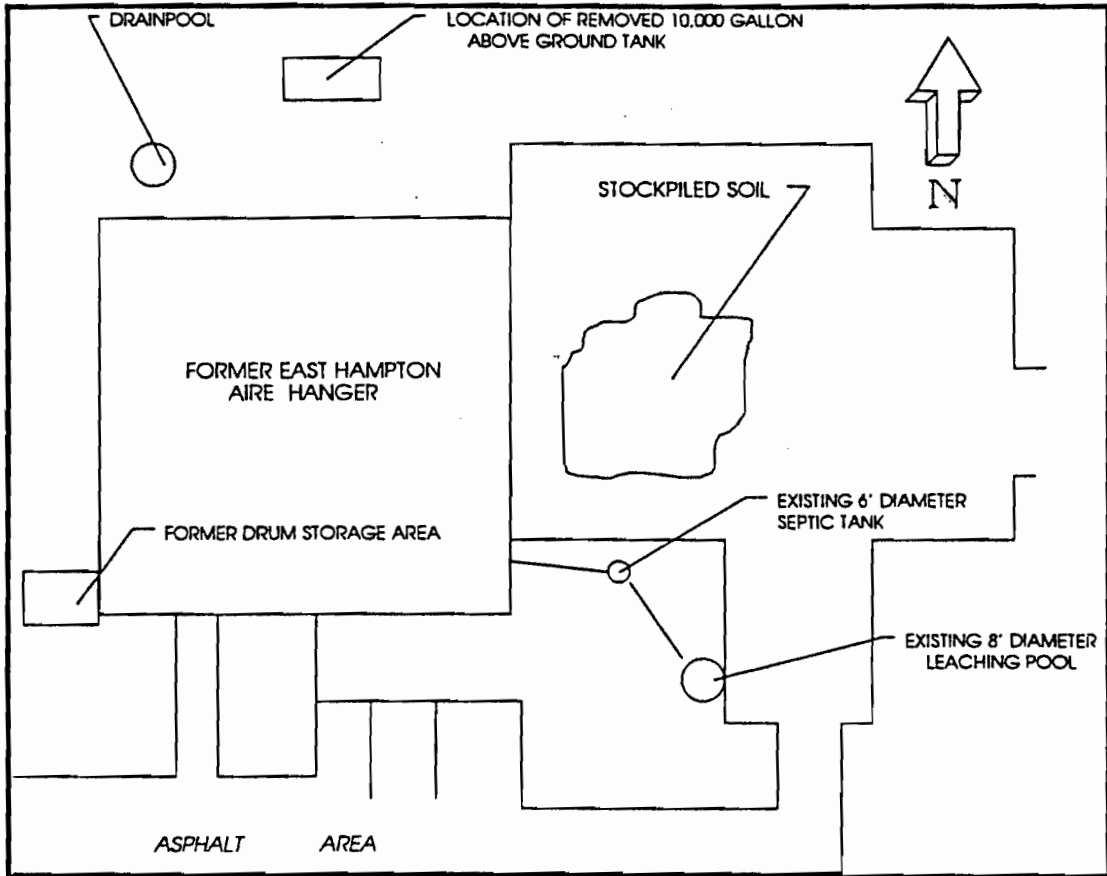 DRAINPOOL
LOCATION OF REMOVED 10,000 GALLON
ABOVE GROUND TANK
N
STOCKPILED SOIL
FORMER EAST HAMPTON
AIRE HANGER
EXISTING 6' DIAMETER
SEPTIC TANK
FORMER DRUM STORAGE AREA
EXISTING 8' DIAMETER
LEACHING POOL
ASPHALT AREA